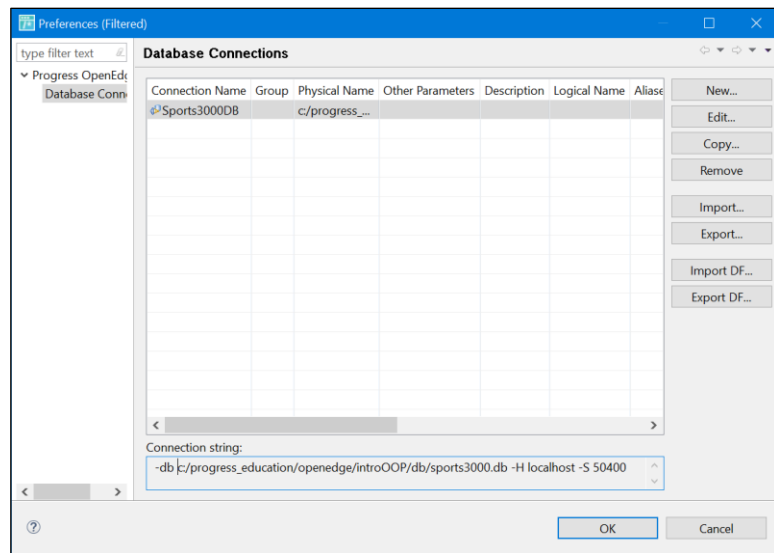 Preferences (Filtered)
type filter text
Database Connections
Progress OpenEdg
Database Conn
Connection Name Group Physical Name Other Parameters Description Logical Name Aliase
Sports3000DB c:/progress_...
New...
Edit...
Copy...
Remove
Import...
Export...
Import DF...
Export DF...
Connection string:
-db c:/progress_education/openedge/introOOP/db/sports3000.db -H localhost -S 50400
OK
Cancel